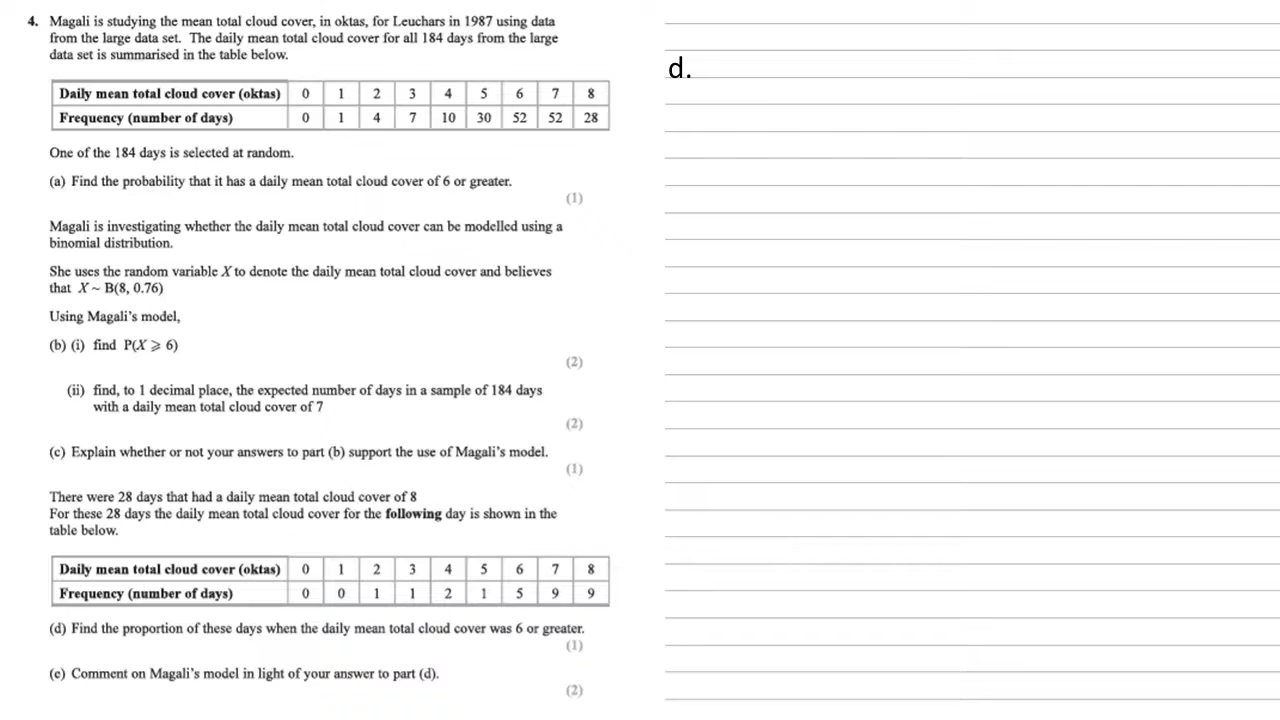 4. Magali is studying the mean total cloud cover, in oktas, for Leuchars in 1987 using data
from the large data set. The daily mean total cloud cover for all 184 days from the large
data set is summarised in the table below.
Daily mean total cloud cover (oktas) 0 1 2 3 4 5 6 7 8
Frequency (number of days) 0 1 4 7 10 30 52 52 28
One of the 184 days is selected at random.
(a) Find the probability that it has a daily mean total cloud cover of 6 or greater.
(1)
Magali is investigating whether the daily mean total cloud cover can be modelled using a
binomial distribution.
She uses the random variable X to denote the daily mean total cloud cover and believes
that X ~ B(8, 0.76)
Using Magali's model,
(b) (i) find P(X ⩾ 6)
(2)
(ii) find, to 1 decimal place, the expected number of days in a sample of 184 days
with a daily mean total cloud cover of 7
(2)
(c) Explain whether or not your answers to part (b) support the use of Magali's model.
(1)
There were 28 days that had a daily mean total cloud cover of 8
For these 28 days the daily mean total cloud cover for the following day is shown in the
table below.
Daily mean total cloud cover (oktas) 0 1 2 3 4 5 6 7 8
Frequency (number of days) 0 0 1 1 2 1 5 9 9
(d) Find the proportion of these days when the daily mean total cloud cover was 6 or greater.
(1)
(e) Comment on Magali's model in light of your answer to part (d).
(2)
d.